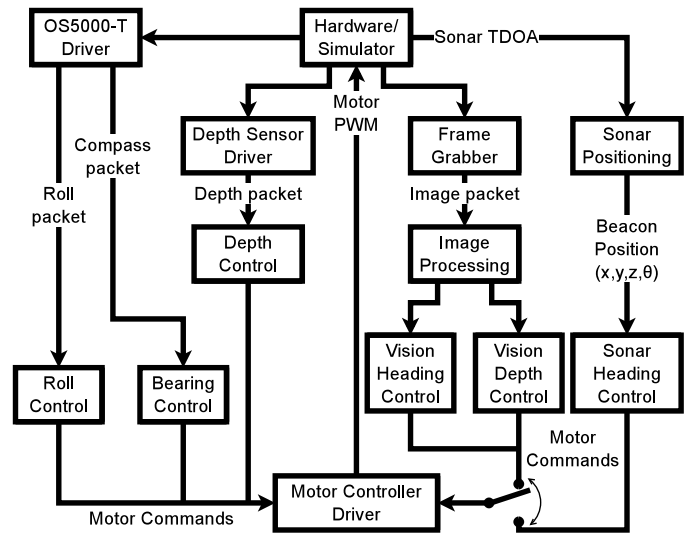 OS5000-T
Driver
Hardware/
Simulator
Sonar TDOA
Motor
PWM
Compass
packet
Roll
packet
Depth Sensor
Driver
Frame
Grabber
Sonar
Positioning
Depth packet
Image packet
Depth
Control
Image
Processing
Beacon
Position
(x,y,z,θ)
Roll
Control
Bearing
Control
Vision
Heading
Control
Vision
Depth
Control
Sonar
Heading
Control
Motor
Commands
Motor Commands
Motor Controller
Driver